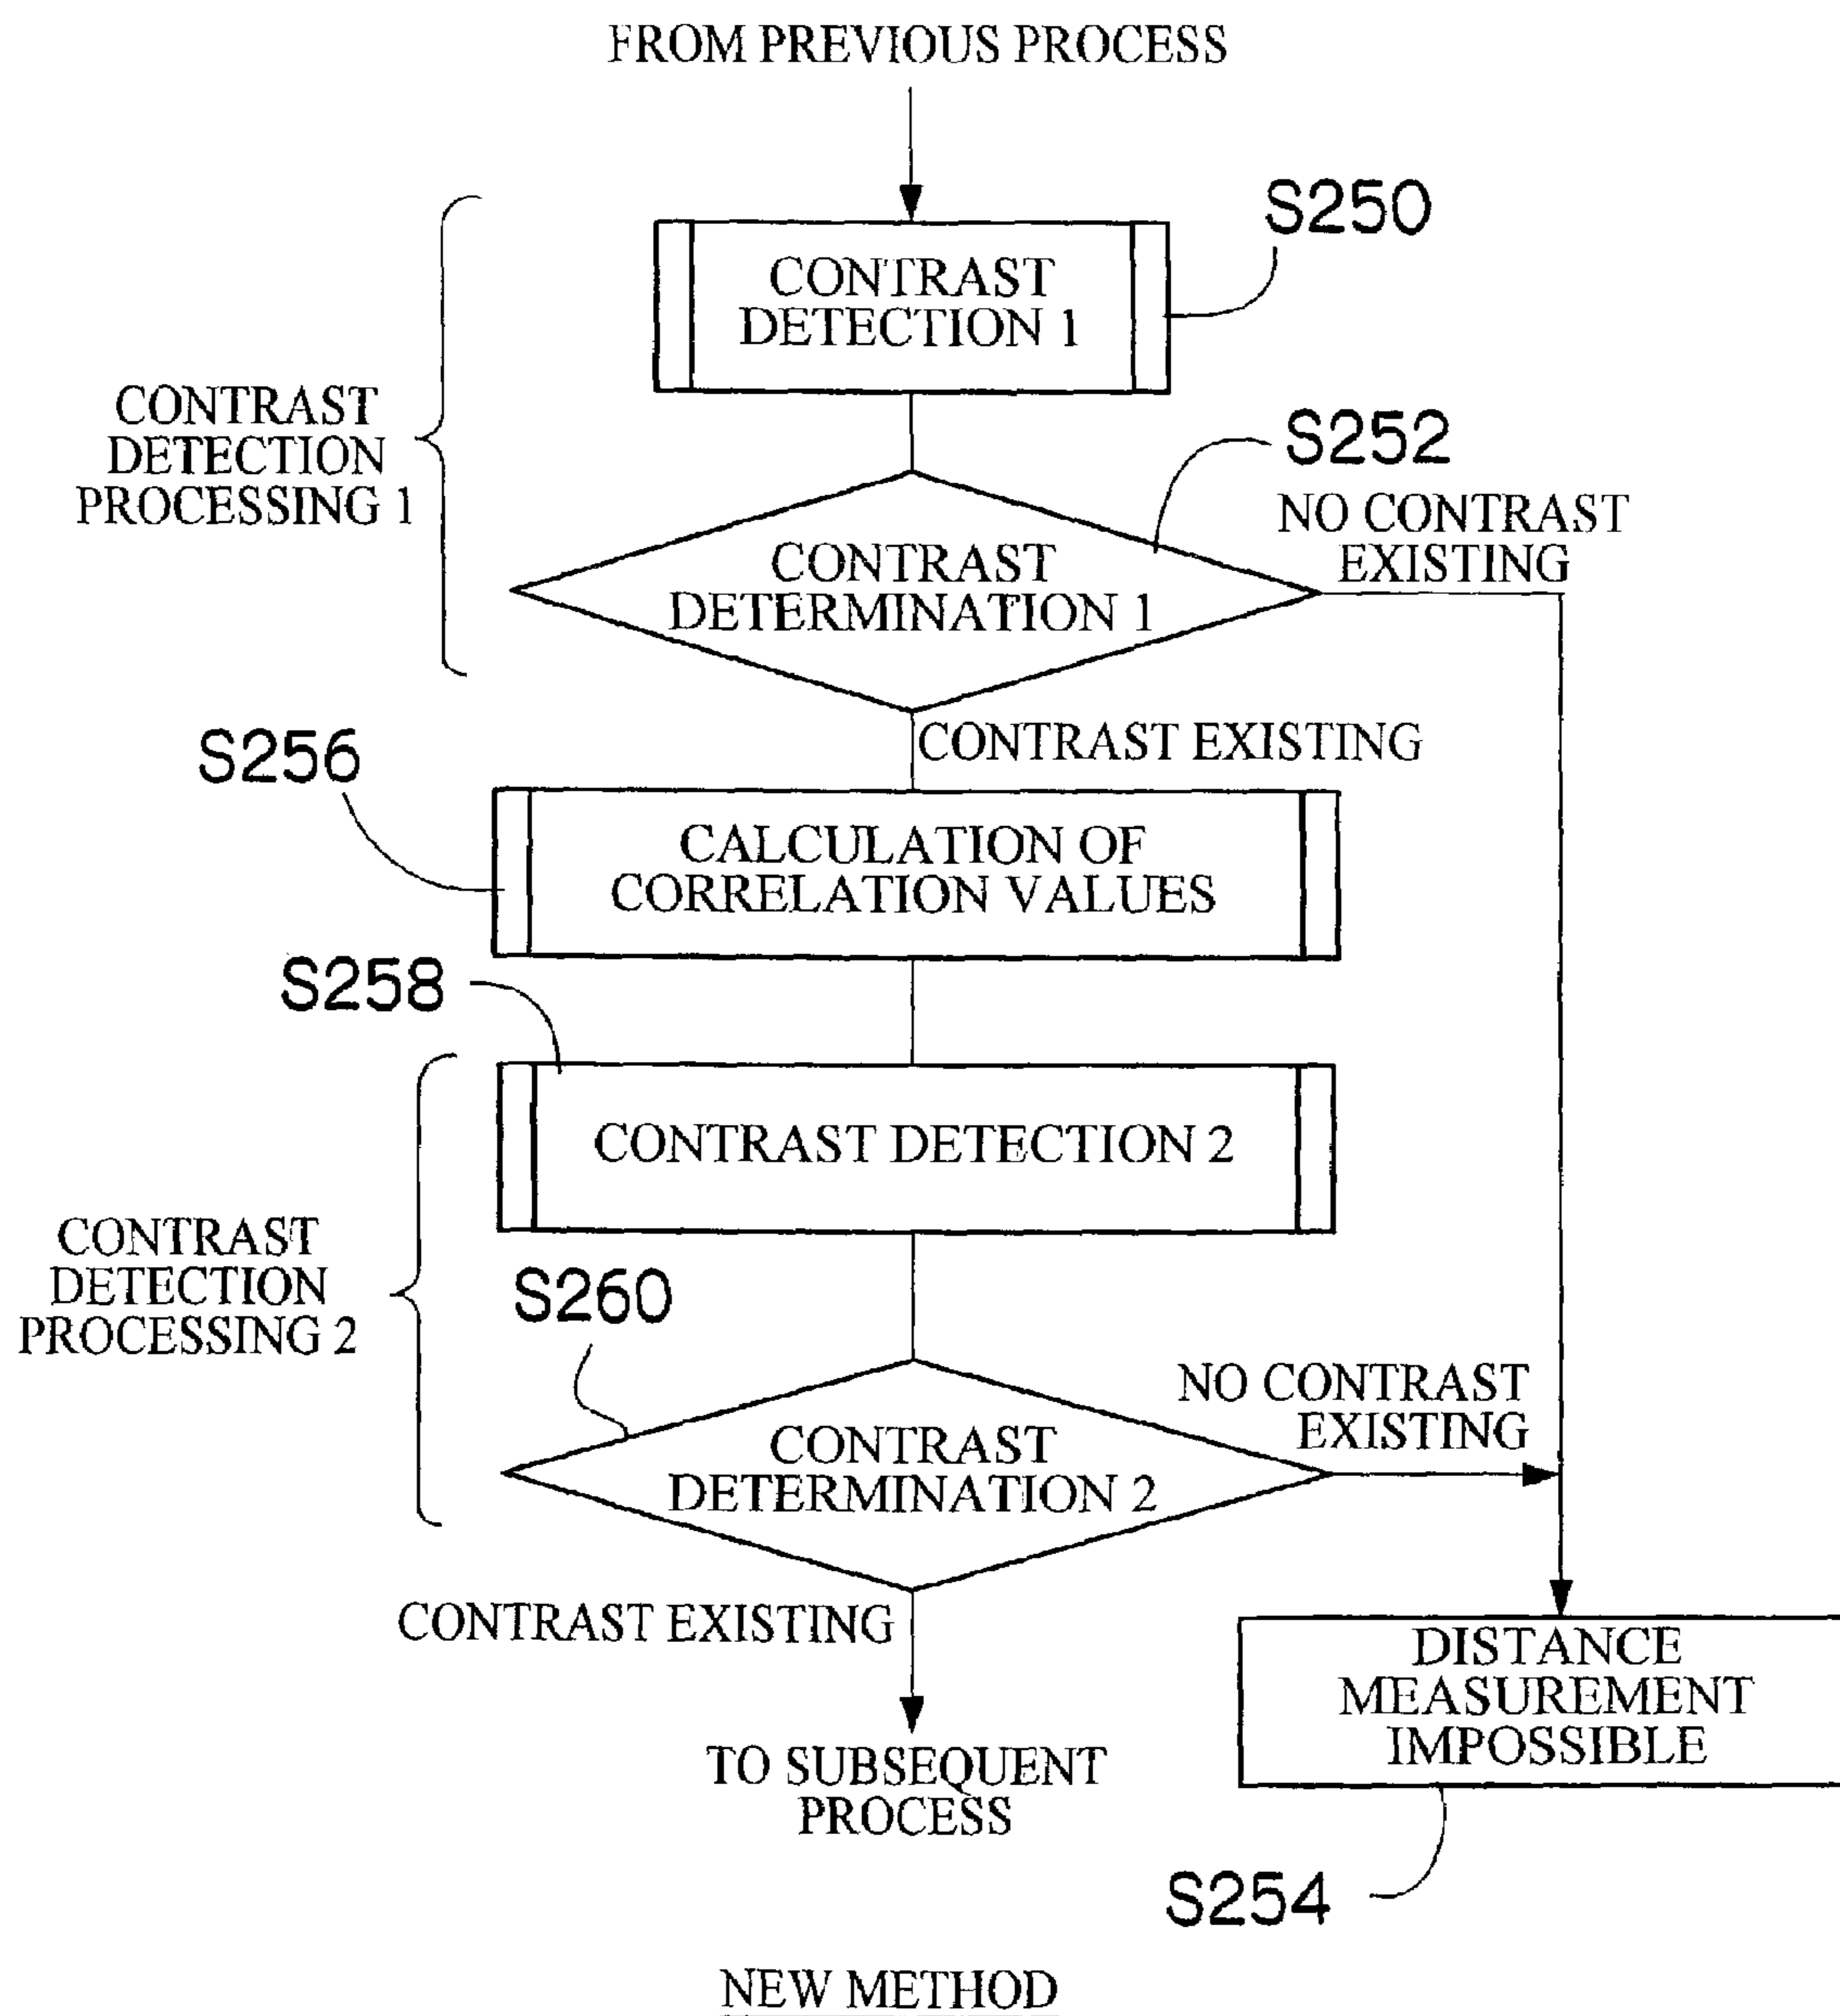 FROM PREVIOUS PROCESS
S250
CONTRAST
DETECTION 1
CONTRAST
DETECTION
PROCESSING 1
S252
NO CONTRAST
EXISTING
CONTRAST
DETERMINATION 1
CONTRAST EXISTING
S256
CALCULATION OF
CORRELATION VALUES
S258
CONTRAST DETECTION 2
CONTRAST
DETECTION
PROCESSING 2
S260
NO CONTRAST
EXISTING
CONTRAST
DETERMINATION 2
CONTRAST EXISTING
DISTANCE
MEASUREMENT
IMPOSSIBLE
TO SUBSEQUENT
PROCESS
S254
NEW METHOD